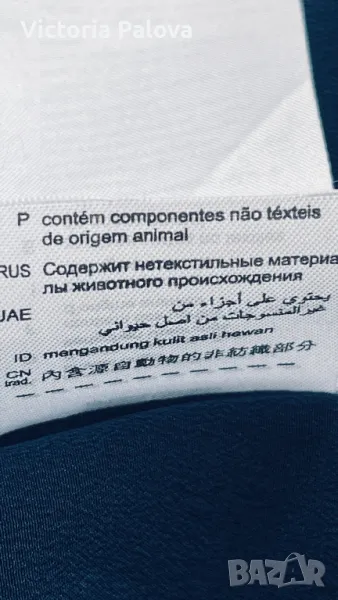 Victoria Palova
P contém componentes não téxteis
de origem animal
RUS Содержит нетекстильные материа
лы животного происхождения
UAE يحتوي على أجزاء من
غير المنسوجات من اصل حيواني
ID mengandung kulit asli hewan
CN trad. 內含源自動物的非紡織部分
BAZAR